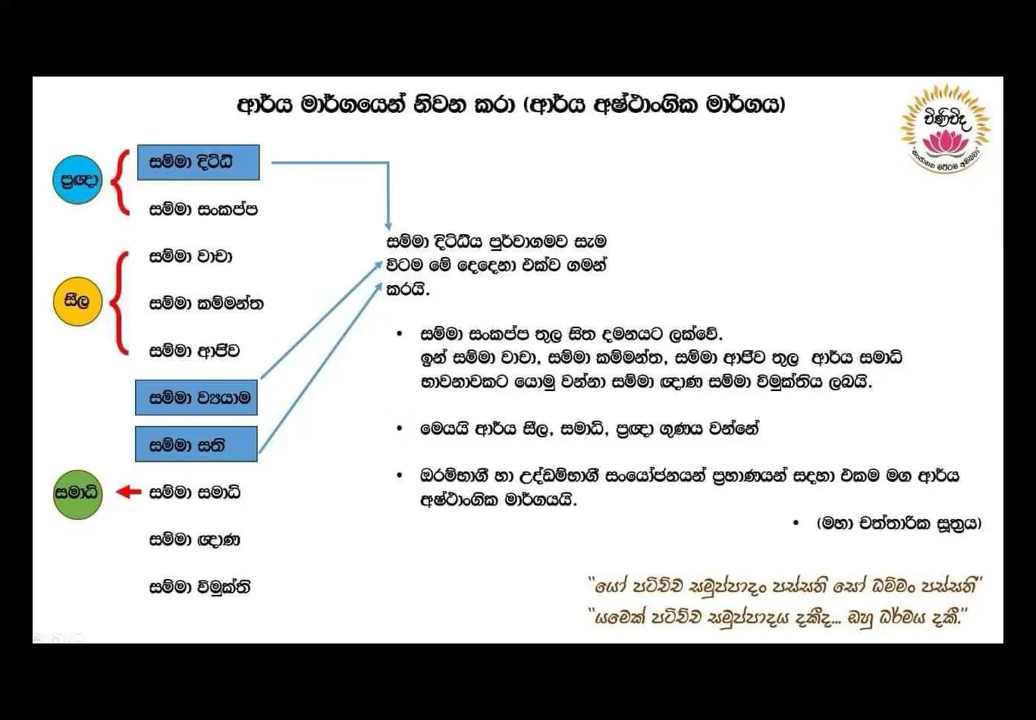 ආර්ය මාර්ගයෙන් නිවන කරා (ආර්ය අෂ්ඨාංගික මාර්ගය)
විණිවිද
ප්‍රඥා
සම්මා දිට්ඨි
සම්මා සංකප්ප
සීල
සම්මා වාචා
සම්මා කම්මන්ත
සම්මා ආජිව
සම්මා ව්‍යයාම
සම්මා සති
සමාධි
සම්මා සමාධි
සම්මා ඥාණ
සම්මා විමුක්ති
සම්මා දිට්ඨිය පුර්වාගමව සැම
විටම මේ දෙදෙනා එක්ව ගමන්
කරයි.
• සම්මා සංකප්ප තුල සිත දමනයට ලක්වේ.
ඉන් සම්මා වාචා, සම්මා කම්මන්ත, සම්මා ආජිව තුල ආර්ය සමාධි
භාවනාවකට යොමු වන්නා සම්මා ඥාණ සම්මා විමුක්තිය ලබයි.
• මෙයයි ආර්ය සීල, සමාධි, ප්‍රඥා ගුණය වන්නේ
• ඔරම්භාගී හා උද්ඩම්භාගී සංයෝජනයන් ප්‍රහාණයන් සදහා එකම මග ආර්ය
අෂ්ඨාංගික මාර්ගයයි.
• (මහා චත්තාරික සූත්‍රය)
“යෝ පටිච්ච සමුප්පාදං පස්සති සෝ ධම්මං පස්සති”
“යමෙක් පටිච්ච සමුප්පාදය දකීද... ඔහු ධර්මය දකී.”